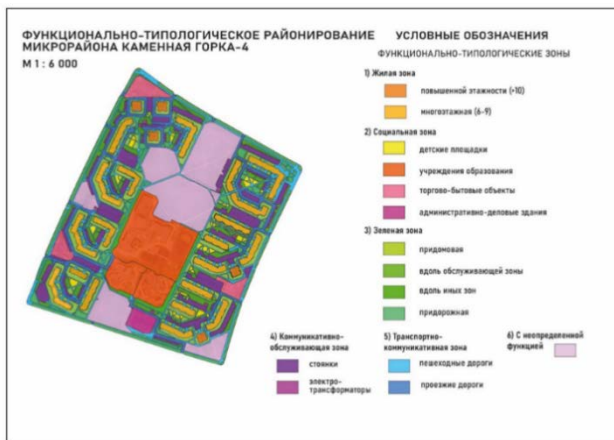 ФУНКЦИОНАЛЬНО-ТИПОЛОГИЧЕСКОЕ РАЙОНИРОВАНИЕ
МИКРОРАЙОНА КАМЕННАЯ ГОРКА-4
М 1 : 6 000
УСЛОВНЫЕ ОБОЗНАЧЕНИЯ
ФУНКЦИОНАЛЬНО-ТИПОЛОГИЧЕСКИЕ ЗОНЫ
1) Жилая зона
повышенной этажности (>10)
многоэтажная (6-9)
2) Социальная зона
детские площадки
учреждения образования
торгово-бытовые объекты
административно-деловые здания
3) Зеленая зона
придомовая
вдоль обслуживающей зоны
вдоль иных зон
придорожная
4) Коммуникативно-
обслуживающая зона
стоянки
электро-
трансформаторы
5) Транспортно-
коммуникативная зона
пешеходные дороги
проезжие дороги
6) С неопределенной
функцией